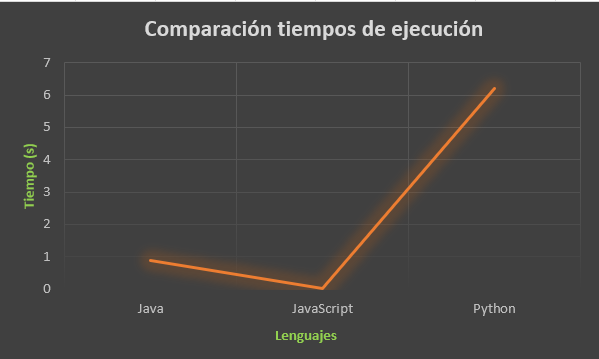 Comparación tiempos de ejecución
7
6
5
4
3
2
1
0
Tiempo (s)
Java JavaScript Python
Lenguajes